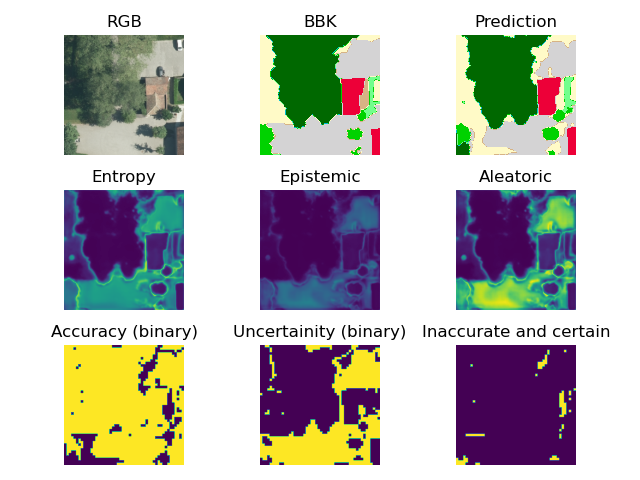 RGB
BBK
Prediction
Entropy
Epistemic
Aleatoric
Accuracy (binary)
Uncertainity (binary)
Inaccurate and certain